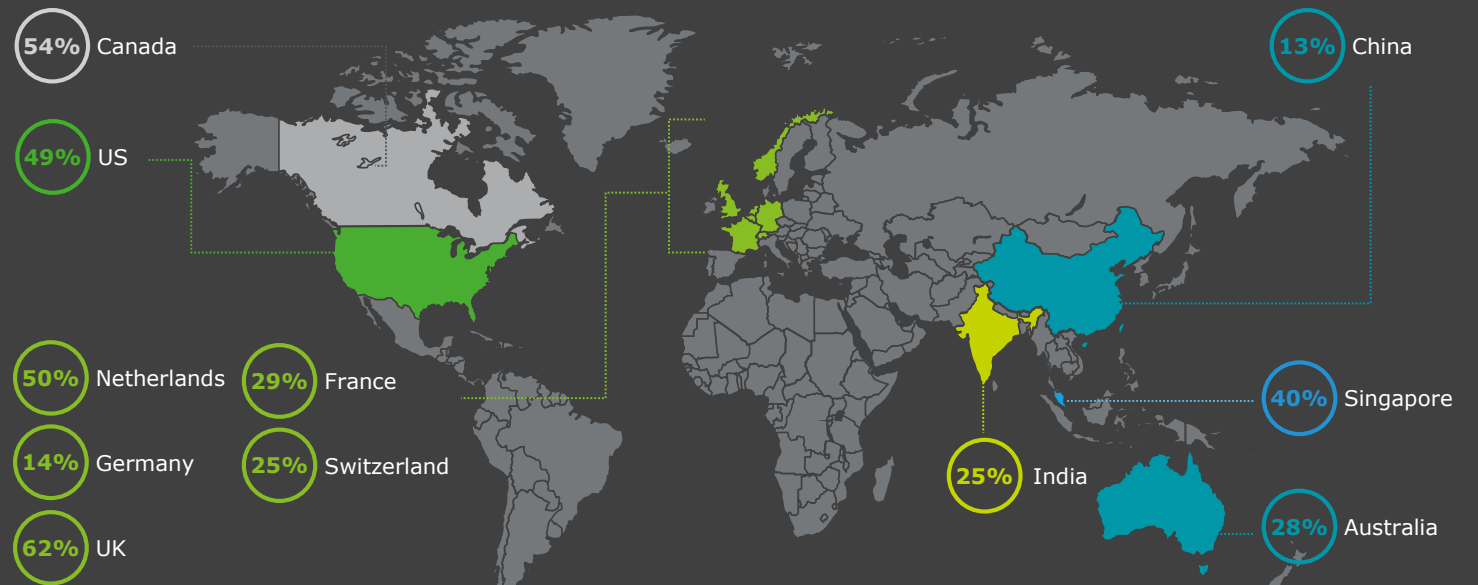 54% Canada
13% China
49% US
50% Netherlands
29% France
40% Singapore
14% Germany
25% Switzerland
25% India
62% UK
28% Australia